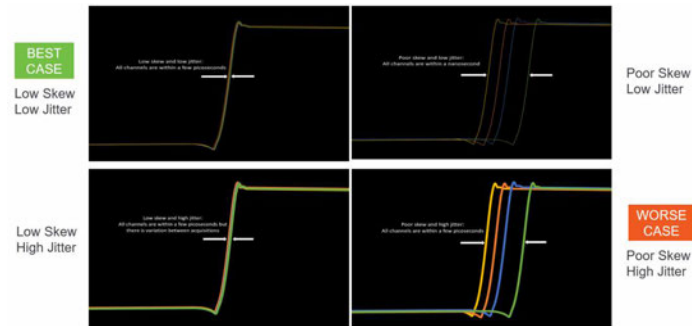 BEST
CASE
Low Skew
Low Jitter
Low skew and low jitter:
All channels are within a few picoseconds
Poor skew and low jitter:
All channels are within a nanosecond
Poor Skew
Low Jitter
Low Skew
High Jitter
Low skew and high jitter:
All channels are within a few picoseconds but
there is variation between acquisitions
Poor skew and high jitter:
All channels are within a few picoseconds
WORSE
CASE
Poor Skew
High Jitter